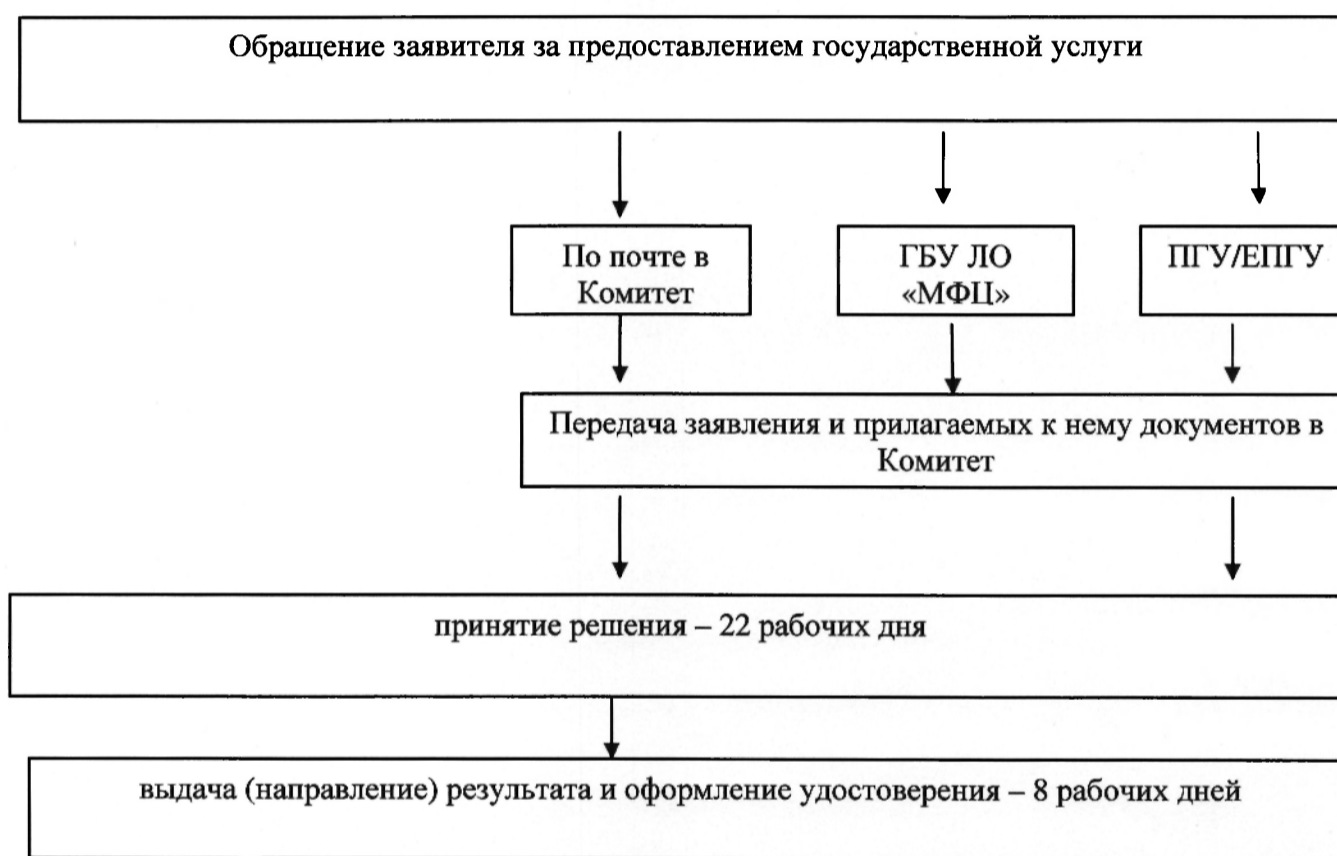 Обращение заявителя за предоставлением государственной услуги
По почте в
Комитет
ГБУ ЛО
«МФЦ»
ПГУ/ЕПГУ
Передача заявления и прилагаемых к нему документов в
Комитет
принятие решения – 22 рабочих дня
выдача (направление) результата и оформление удостоверения – 8 рабочих дней